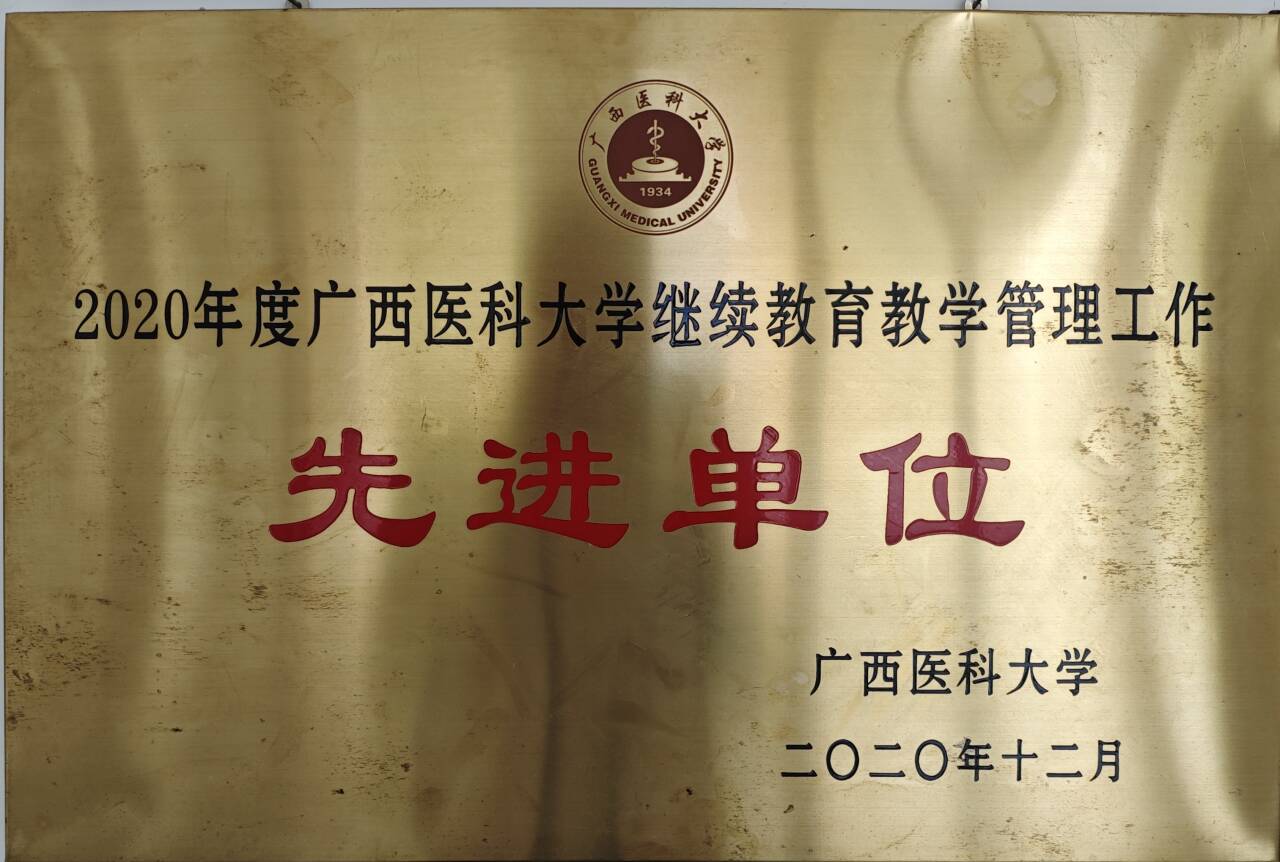 广西医科大学
GUANGXI MEDICAL UNIVERSITY
1934
2020年度广西医科大学继续教育教学管理工作
先进单位
广西医科大学
二〇二〇年十二月